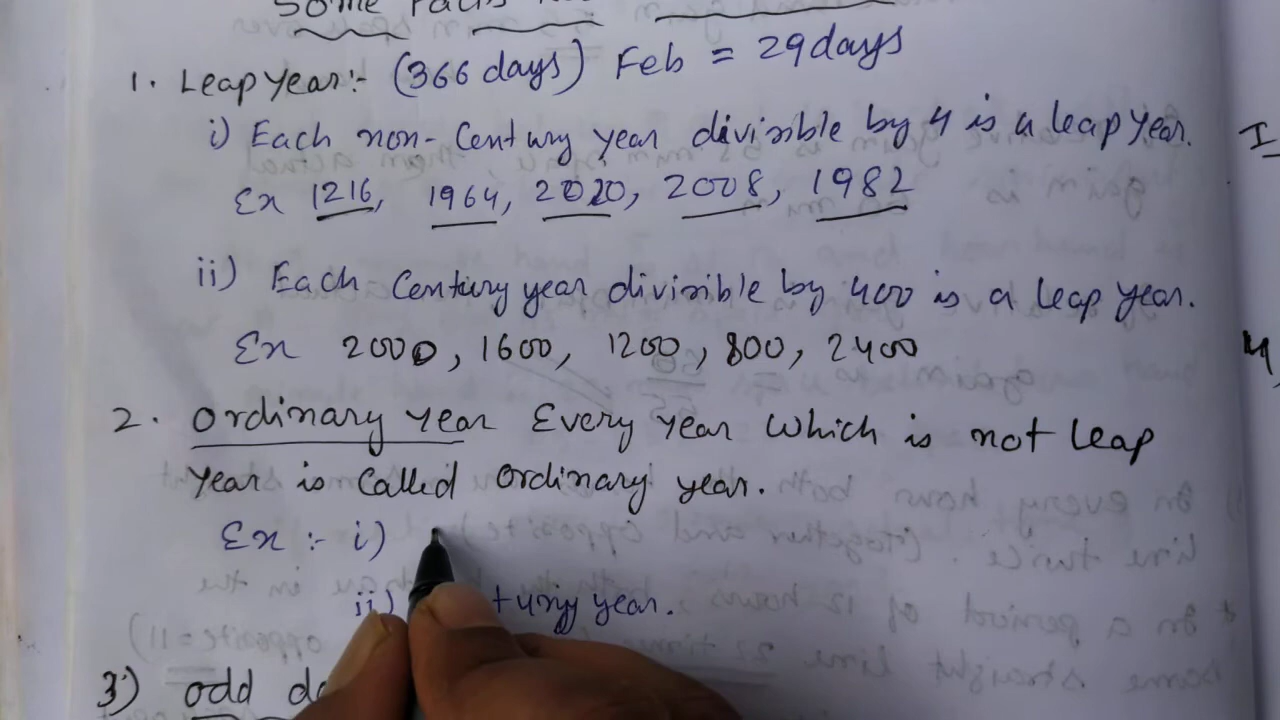 Some
1. Leap Year:- (366 days) Feb = 29 days
i) Each non-Century year divisible by 4 is a leap year.
Ex 1216, 1964, 2020, 2008, 1982
ii) Each Century year divisible by 400 is a leap year.
Ex 2000, 1600, 1200, 800, 2400
2. Ordinary year Every year which is not leap
year is called ordinary year.
Ex :- i)
ii) year.
3) odd